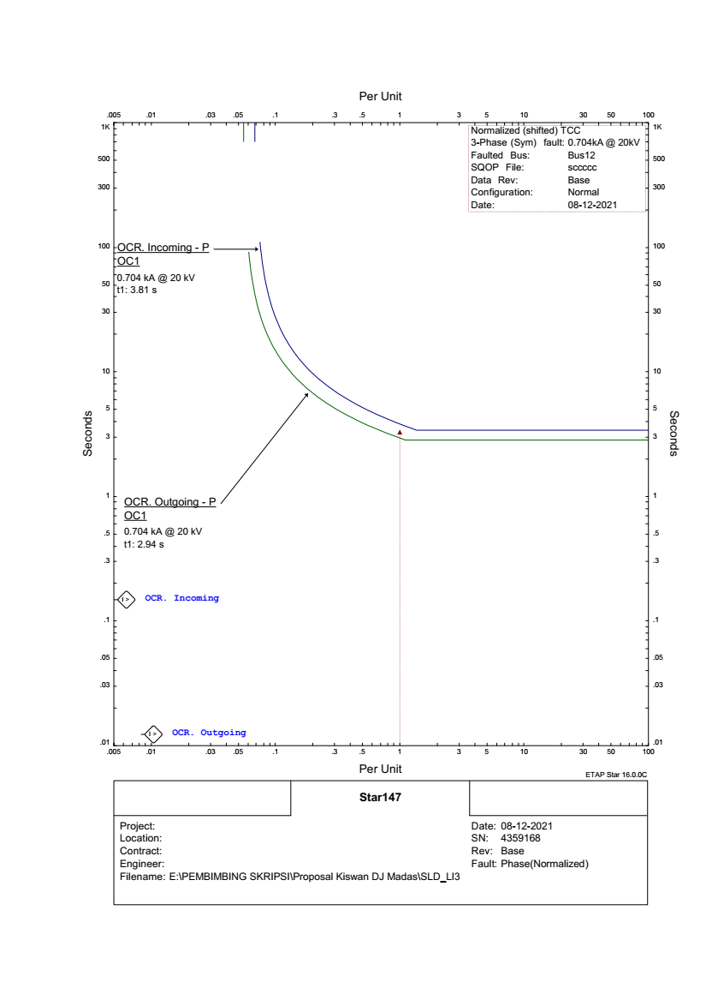 Per Unit
.005 .01 .03 .05 .1 .3 .5 1 3 5 10 30 50 100
1K 1K
Normalized (shifted) TCC
3-Phase (Sym) fault: 0.704kA @ 20kV
Faulted Bus: Bus12
SQOP File: sccccc
Data Rev: Base
Configuration: Normal
Date: 08-12-2021
500 500
300 300
100 100
OCR. Incoming - P
OC1
0.704 kA @ 20 kV
t1: 3.81 s
50 50
30 30
10 10
5 5
3 3
Seconds Seconds
1 1
OCR. Outgoing - P
OC1
0.704 kA @ 20 kV
t1: 2.94 s
.5 .5
.3 .3
I > OCR. Incoming
.1 .1
.05 .05
.03 .03
I > OCR. Outgoing
.01 .01
.005 .01 .03 .05 .1 .3 .5 1 3 5 10 30 50 100
Per Unit
ETAP Star 16.0.0C
Star147
Project:
Location:
Contract:
Engineer:
Filename: E:\PEMBIMBING SKRIPSI\Proposal Kiswan DJ Madas\SLD_LI3
Date: 08-12-2021
SN: 4359168
Rev: Base
Fault: Phase(Normalized)